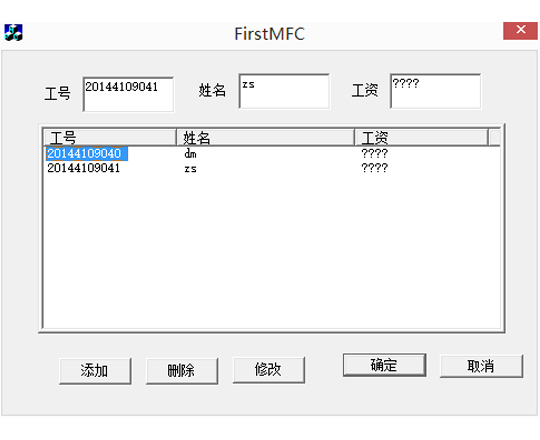 FirstMFC
工号 20144109041 姓名 zs 工资 ????
工号 姓名 工资
20144109040 dm ????
20144109041 zs ????
添加 删除 修改 确定 取消